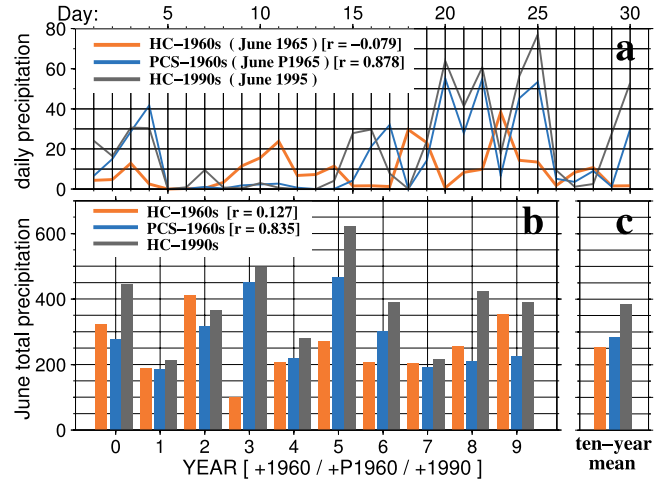 Day: 5 10 15 20 25 30
80
HC−1960s ( June 1965 ) [r = −0.079]
PCS−1960s ( June P1965 ) [r = 0.878]
HC−1990s ( June 1995 )
a
60
40
20
0
daily precipitation
HC−1960s [r = 0.127]
PCS−1960s [r = 0.835]
HC−1990s
b
c
600
400
200
0
June total precipitation
0 1 2 3 4 5 6 7 8 9
YEAR [ +1960 / +P1960 / +1990 ]
ten−year
mean